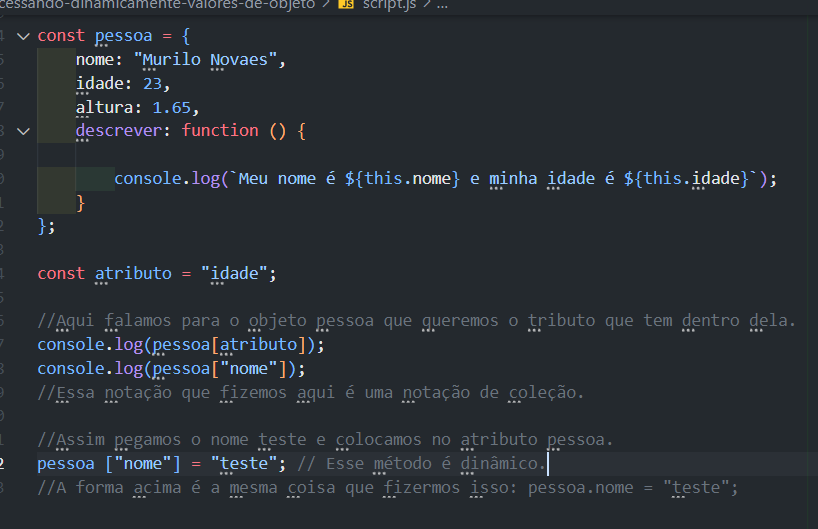 cessando-dinamicamente-valores-de-objeto > JS script.js > ...
const pessoa = {
nome: "Murilo Novaes",
idade: 23,
altura: 1.65,
descrever: function () {
console.log(`Meu nome é ${this.nome} e minha idade é ${this.idade}`);
}
};
const atributo = "idade";
//Aqui falamos para o objeto pessoa que queremos o tributo que tem dentro dela.
console.log(pessoa[atributo]);
console.log(pessoa["nome"]);
//Essa notação que fizemos aqui é uma notação de coleção.
//Assim pegamos o nome teste e colocamos no atributo pessoa.
pessoa ["nome"] = "teste"; // Esse método é dinâmico.
//A forma acima é a mesma coisa que fizermos isso: pessoa.nome = "teste";